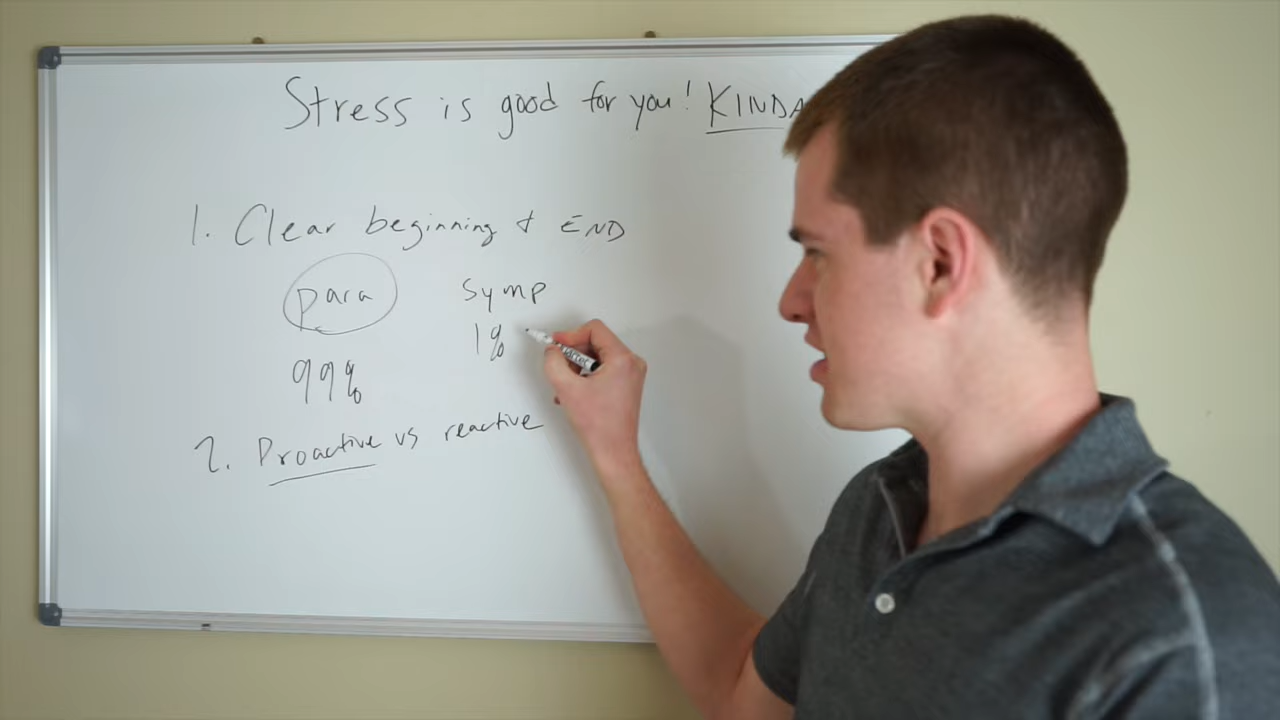 Stress is good for you! KINDA
1. Clear beginning & END
para symp
99% 1%
2. Proactive vs reactive